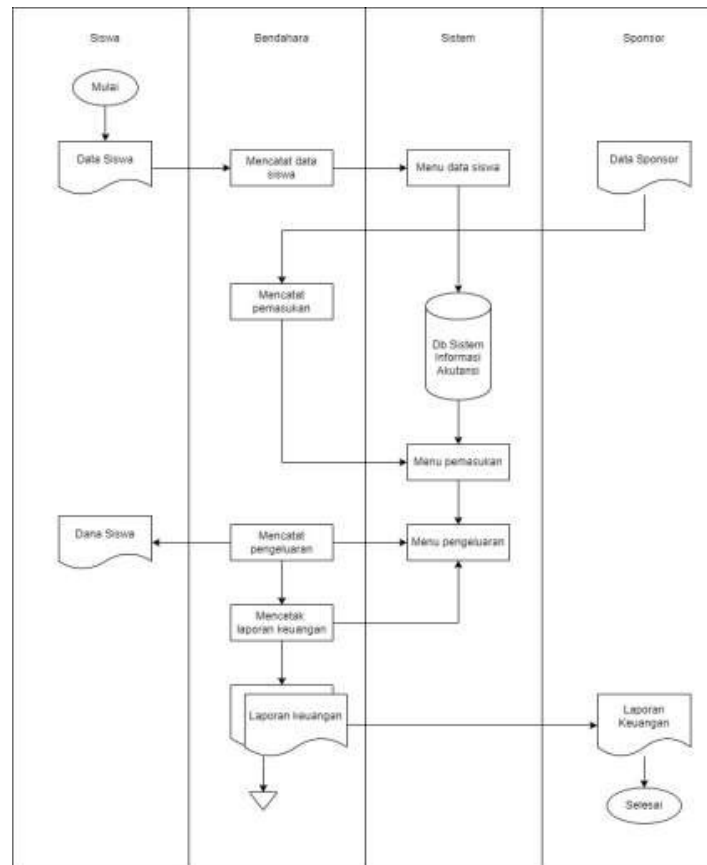 Siswa
Bendahara
Sistem
Sponsor
Mulai
Data Siswa
Mencatat data
siswa
Menu data siswa
Data Sponsor
Mencatat
pemasukan
Db Sistem
Informasi
Akutansi
Menu pemasukan
Dana Siswa
Mencatat
pengeluaran
Menu pengeluaran
Mencetak
laporan keuangan
Laporan keuangan
Laporan
Keuangan
Selesai